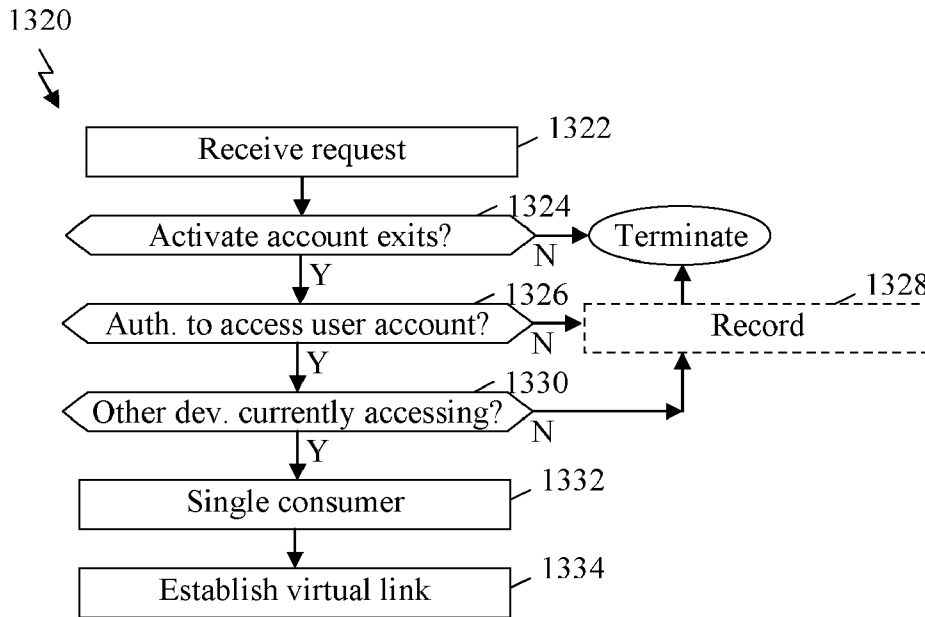 1320
1322
Receive request
1324
Activate account exits?
N
Terminate
Y
1326
1328
Auth. to access user account?
N
Record
Y
1330
Other dev. currently accessing?
N
Y
1332
Single consumer
1334
Establish virtual link